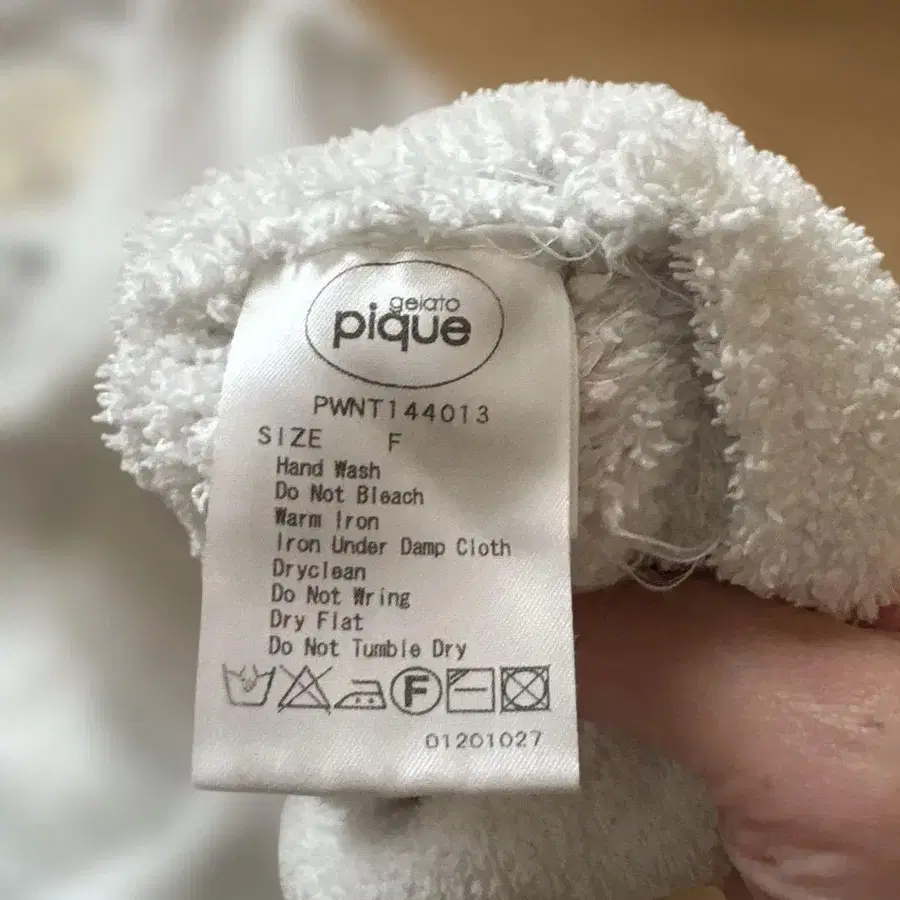 gelato
pique
PWNT144013
SIZE F
Hand Wash
Do Not Bleach
Warm Iron
Iron Under Damp Cloth
Dryclean
Do Not Wring
Dry Flat
Do Not Tumble Dry
F
01201027